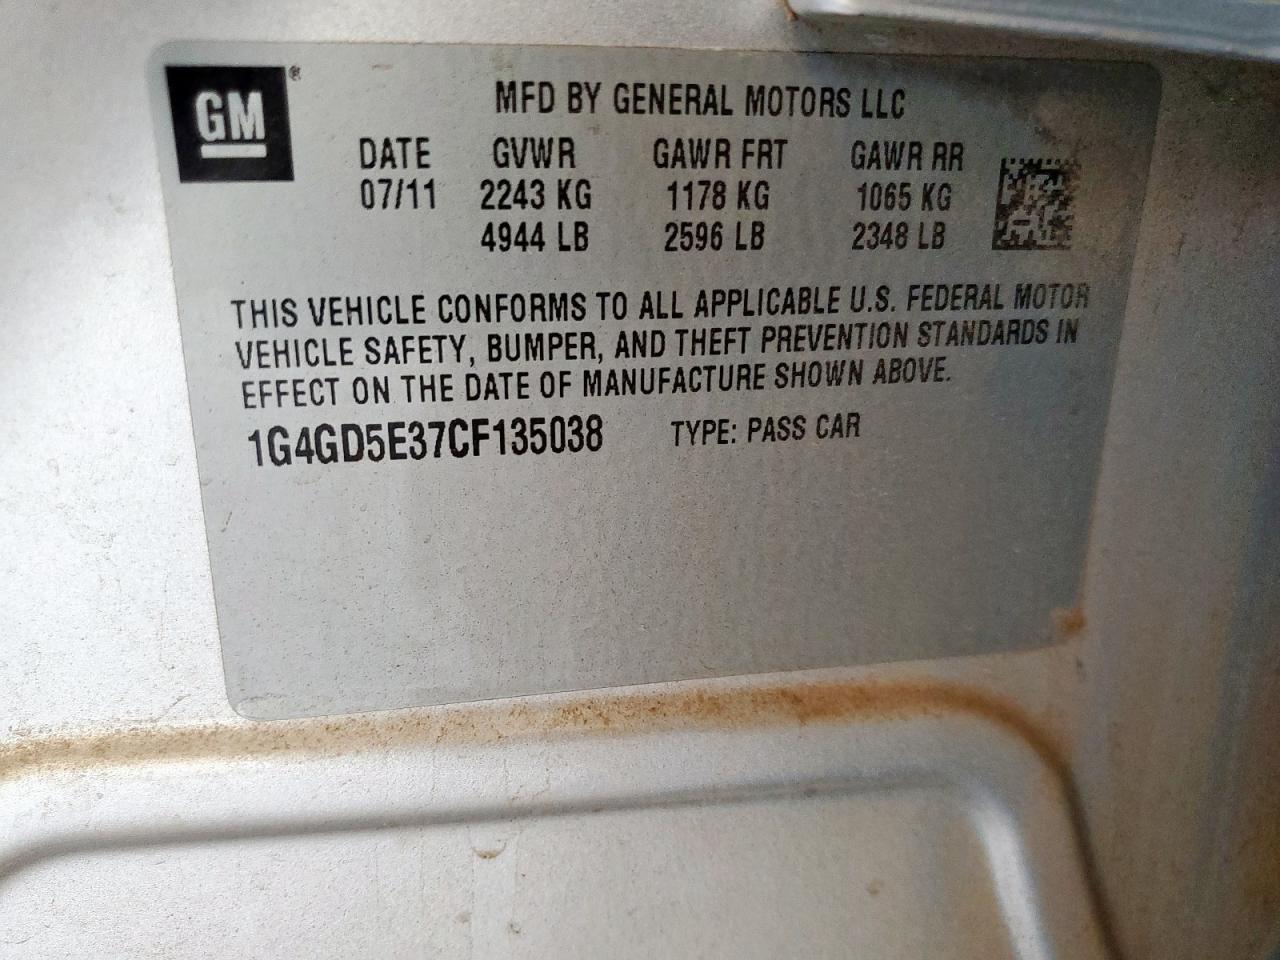 GM®
MFD BY GENERAL MOTORS LLC
DATE GVWR GAWR FRT GAWR RR
07/11 2243 KG 1178 KG 1065 KG
4944 LB 2596 LB 2348 LB
THIS VEHICLE CONFORMS TO ALL APPLICABLE U.S. FEDERAL MOTOR
VEHICLE SAFETY, BUMPER, AND THEFT PREVENTION STANDARDS IN
EFFECT ON THE DATE OF MANUFACTURE SHOWN ABOVE.
1G4GD5E37CF135038 TYPE: PASS CAR